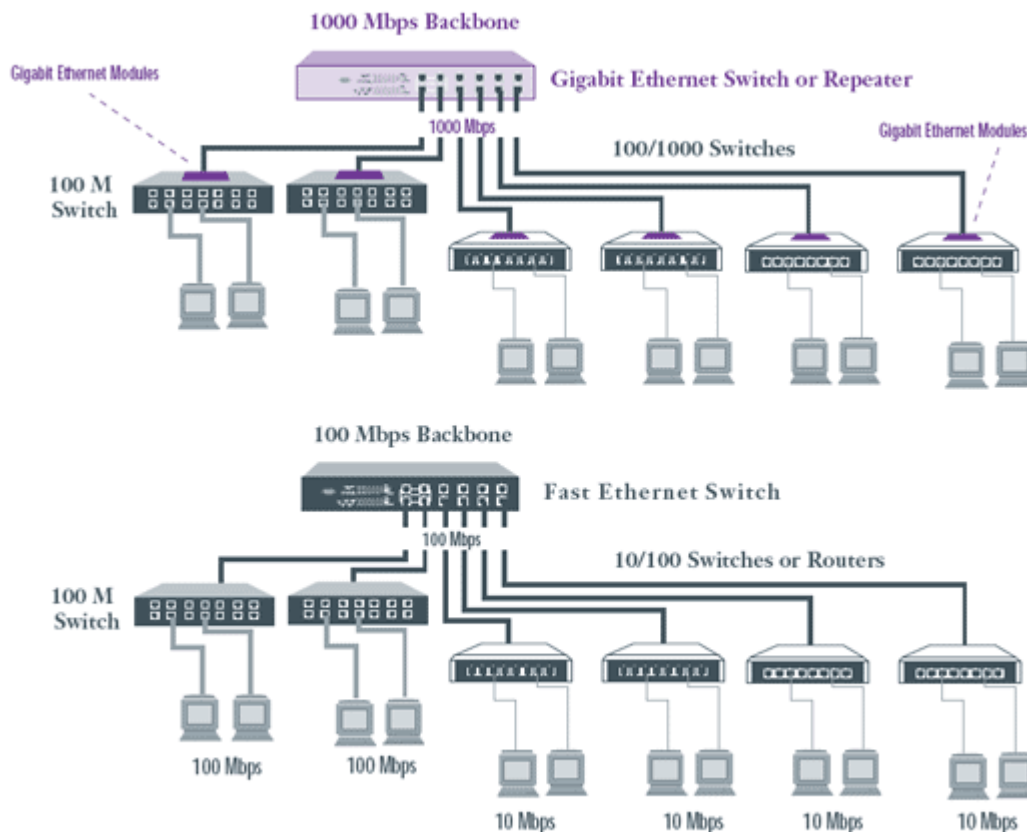 1000 Mbps Backbone
Gigabit Ethernet Modules
Gigabit Ethernet Switch or Repeater
1000 Mbps
Gigabit Ethernet Modules
100/1000 Switches
100 M
Switch
100 Mbps Backbone
Fast Ethernet Switch
100 Mbps
10/100 Switches or Routers
100 M
Switch
100 Mbps
100 Mbps
10 Mbps
10 Mbps
10 Mbps
10 Mbps